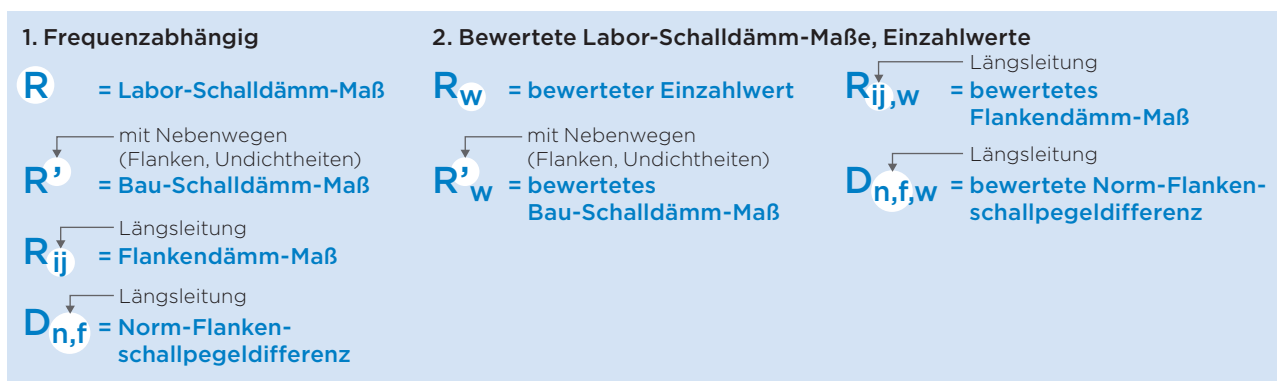 1. Frequenzabhängig
R = Labor-Schalldämm-Maß
mit Nebenwegen
(Flanken, Undichtheiten)
R’ = Bau-Schalldämm-Maß
Längsleitung
Rij = Flankendämm-Maß
Längsleitung
Dn,f = Norm-Flanken-
schallpegeldifferenz
2. Bewertete Labor-Schalldämm-Maße, Einzahlwerte
Rw = bewerteter Einzahlwert
mit Nebenwegen
(Flanken, Undichtheiten)
R’w = bewertetes
Bau-Schalldämm-Maß
Längsleitung
Rij,w = bewertetes
Flankendämm-Maß
Längsleitung
Dn,f,w = bewertete Norm-Flanken-
schallpegeldifferenz